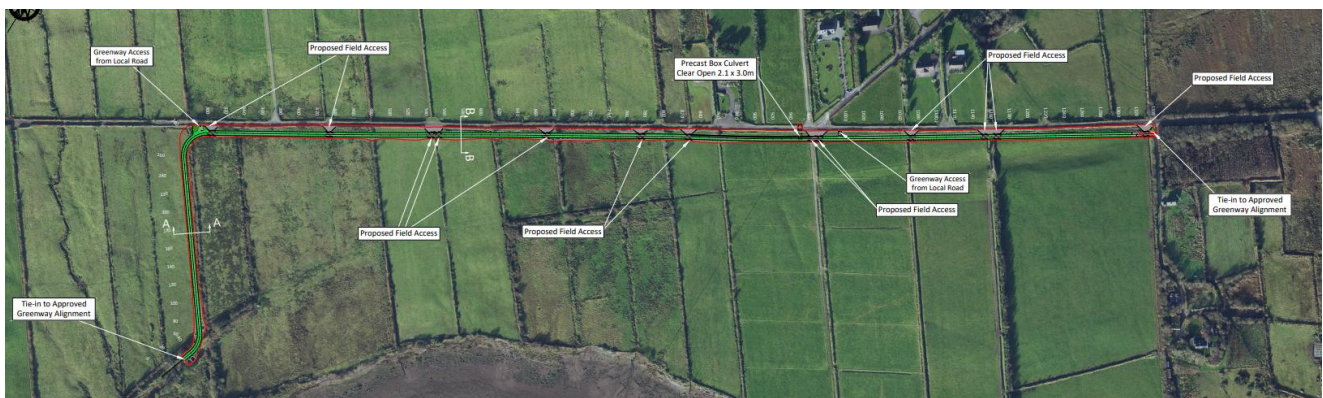 Greenway Access
from Local Road
Proposed Field Access
Precast Box Culvert
Clear Open 2.1 x 3.0m
Proposed Field Access
Proposed Field Access
B
B
A
A
Greenway Access
from Local Road
Tie-in to Approved
Greenway Alignment
Proposed Field Access
Proposed Field Access
Proposed Field Access
Tie-in to Approved
Greenway Alignment